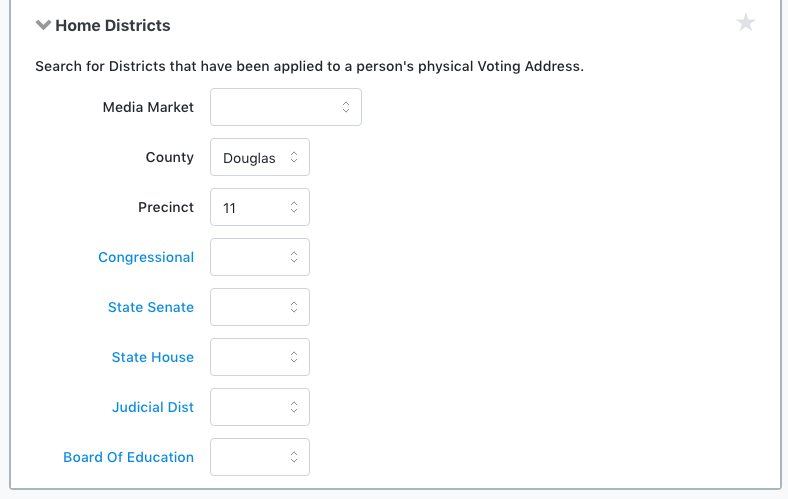 Home Districts
Search for Districts that have been applied to a person's physical Voting Address.
Media Market
County Douglas
Precinct 11
Congressional
State Senate
State House
Judicial Dist
Board Of Education